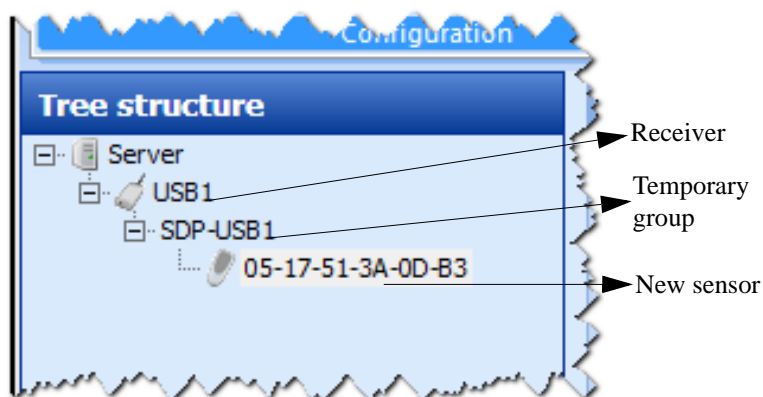 Configuration
Tree structure
Server
USB1
SDP-USB1
05-17-51-3A-0D-B3
Receiver
Temporary
group
New sensor